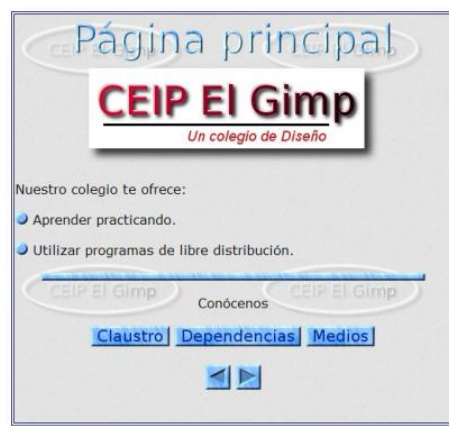 Página principal
CEIP El Gimp
Un colegio de Diseño
Nuestro colegio te ofrece:
Aprender practicando.
Utilizar programas de libre distribución.
CEIP El Gimp CEIP El Gimp
Conócenos
Claustro Dependencias Medios